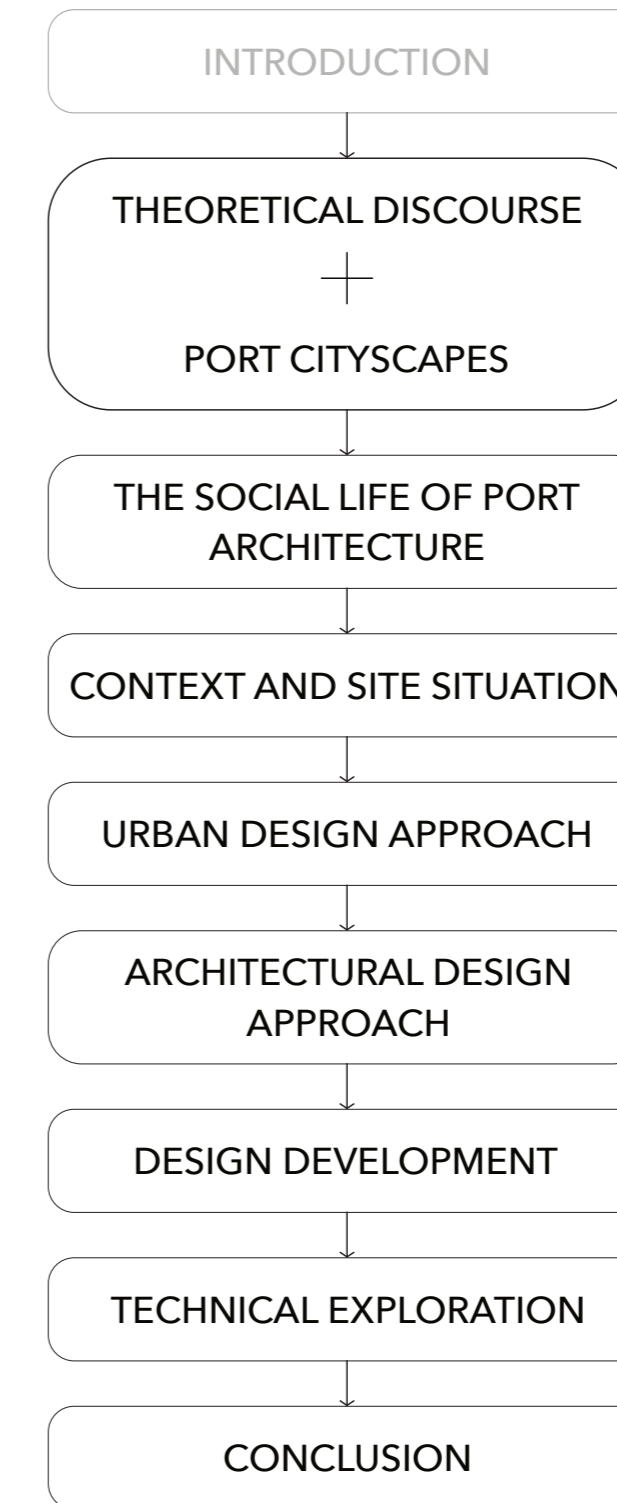 INTRODUCTION
THEORETICAL DISCOURSE
+
PORT CITYSCAPES
THE SOCIAL LIFE OF PORT
ARCHITECTURE
CONTEXT AND SITE SITUATION
URBAN DESIGN APPROACH
ARCHITECTURAL DESIGN
APPROACH
DESIGN DEVELOPMENT
TECHNICAL EXPLORATION
CONCLUSION